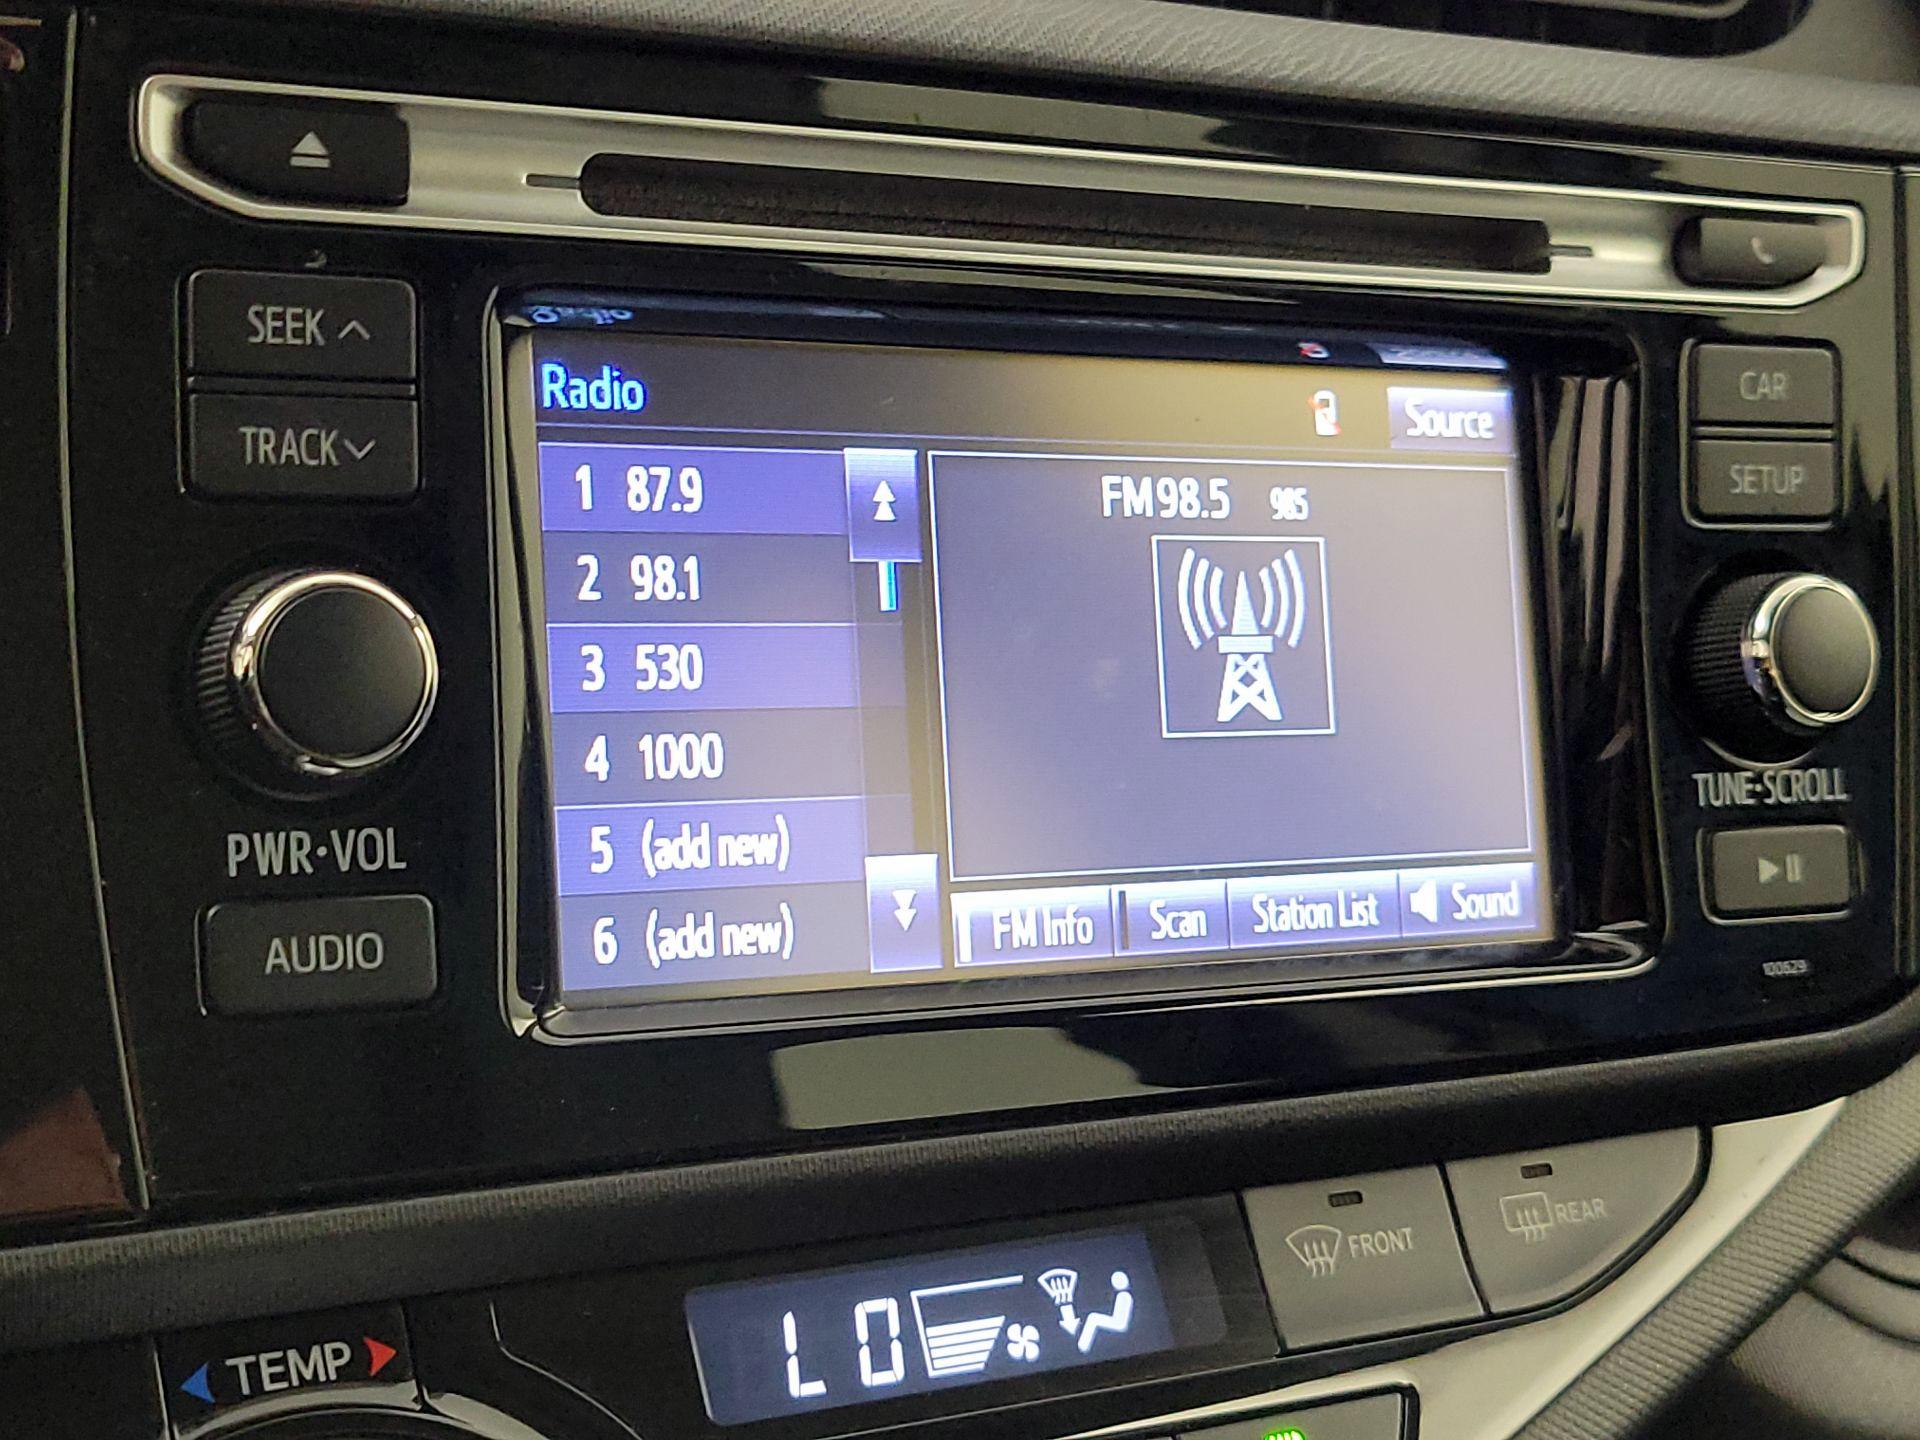 SEEK
TRACK
PWR·VOL
AUDIO
Radio
Source
1 87.9
2 98.1
3 530
4 1000
5 (add new)
6 (add new)
FM98.5 985
FM Info
Scan
Station List
Sound
CAR
SETUP
TUNE·SCROLL
100629
FRONT
REAR
TEMP
LO